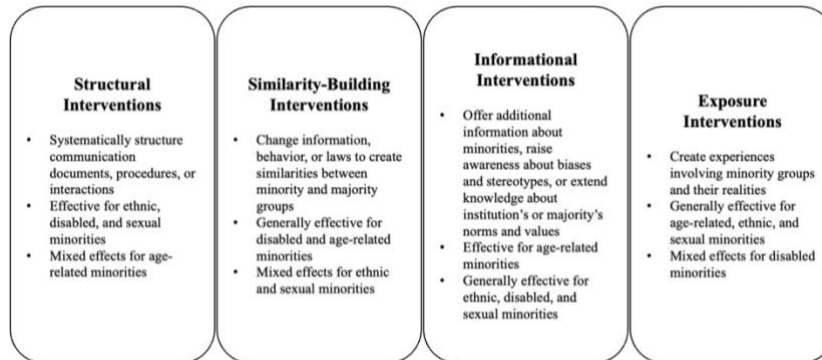 Structural
Interventions
• Systematically structure
communication
documents, procedures, or
interactions
• Effective for ethnic,
disabled, and sexual
minorities
• Mixed effects for age-
related minorities
Similarity-Building
Interventions
• Change information,
behavior, or laws to create
similarities between
minority and majority
groups
• Generally effective for
disabled and age-related
minorities
• Mixed effects for ethnic
and sexual minorities
Informational
Interventions
• Offer additional
information about
minorities, raise
awareness about biases
and stereotypes, or extend
knowledge about
institution's or majority's
norms and values
• Effective for age-related
minorities
• Generally effective for
ethnic, disabled, and
sexual minorities
Exposure
Interventions
• Create experiences
involving minority groups
and their realities
• Generally effective for
age-related, ethnic, and
sexual minorities
• Mixed effects for disabled
minorities